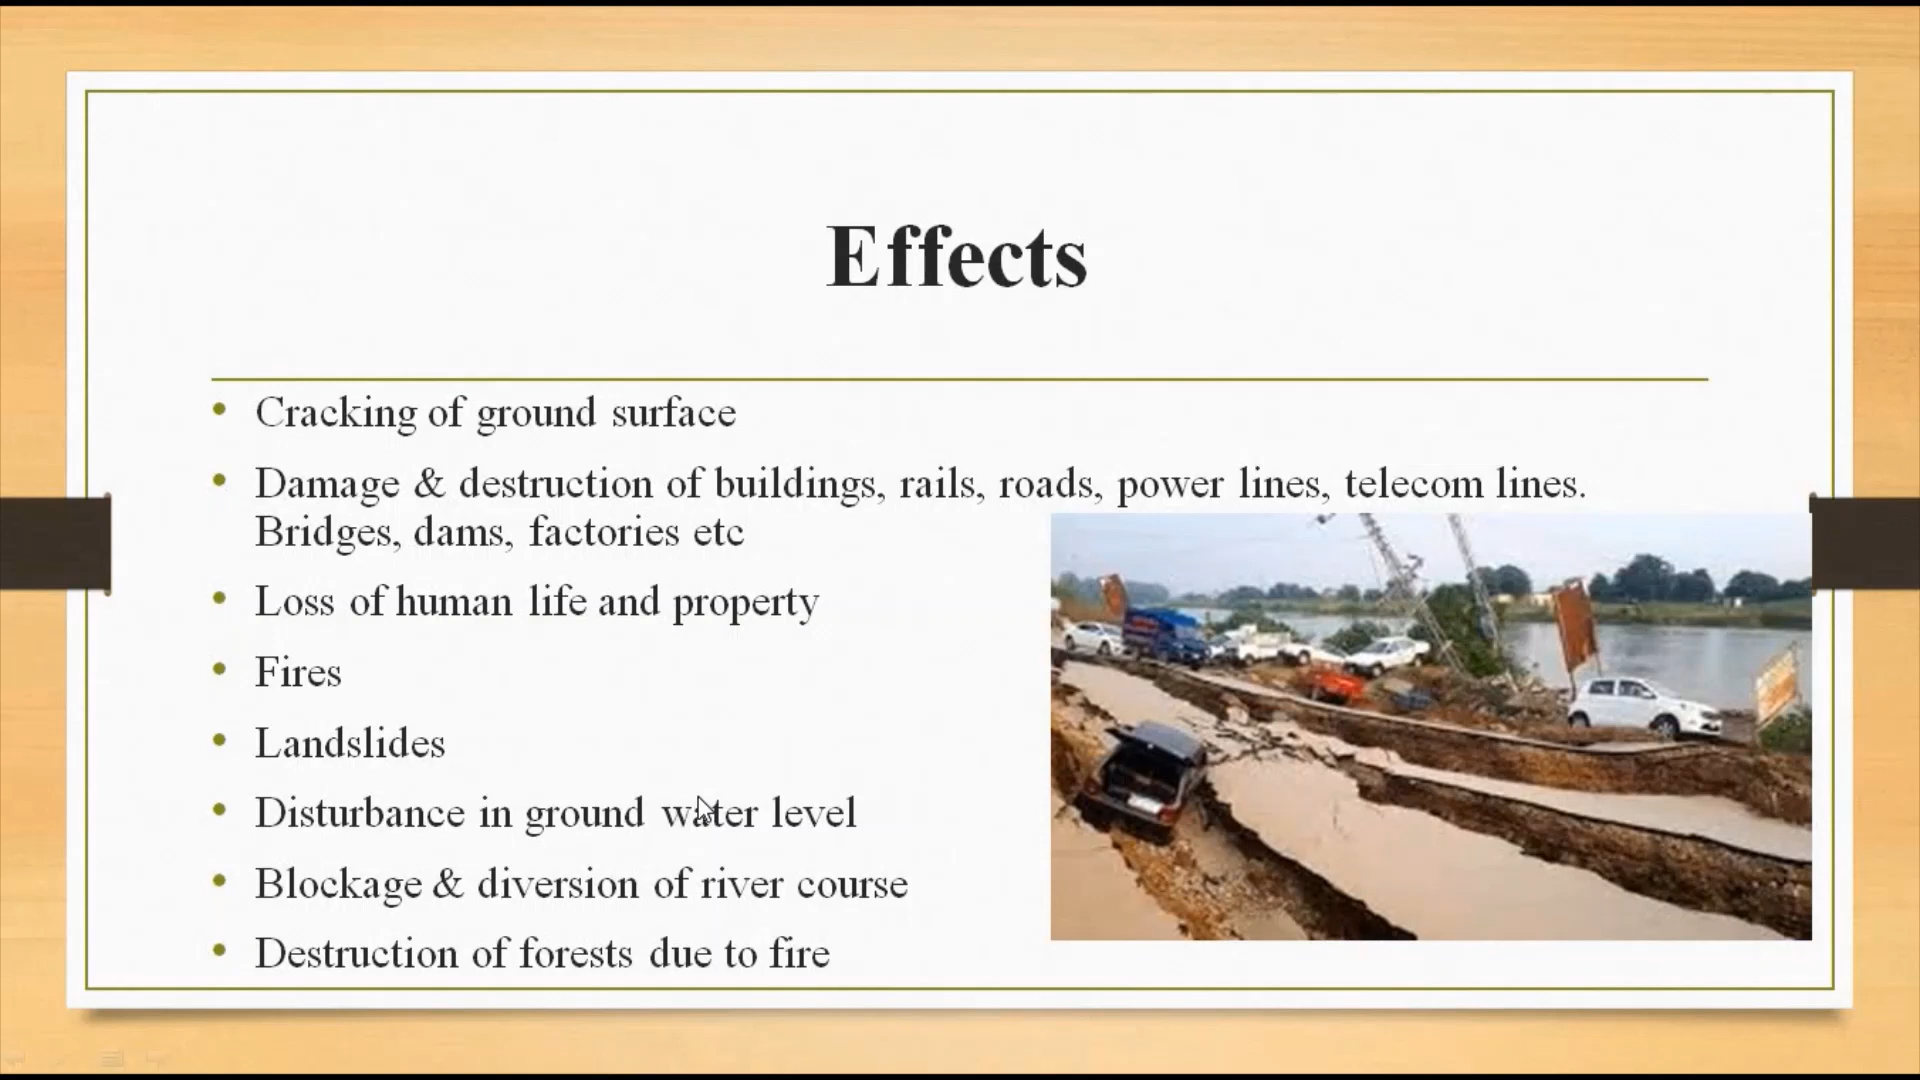 Effects
Cracking of ground surface
Damage & destruction of buildings, rails, roads, power lines, telecom lines.
Bridges, dams, factories etc
Loss of human life and property
Fires
Landslides
Disturbance in ground water level
Blockage & diversion of river course
Destruction of forests due to fire